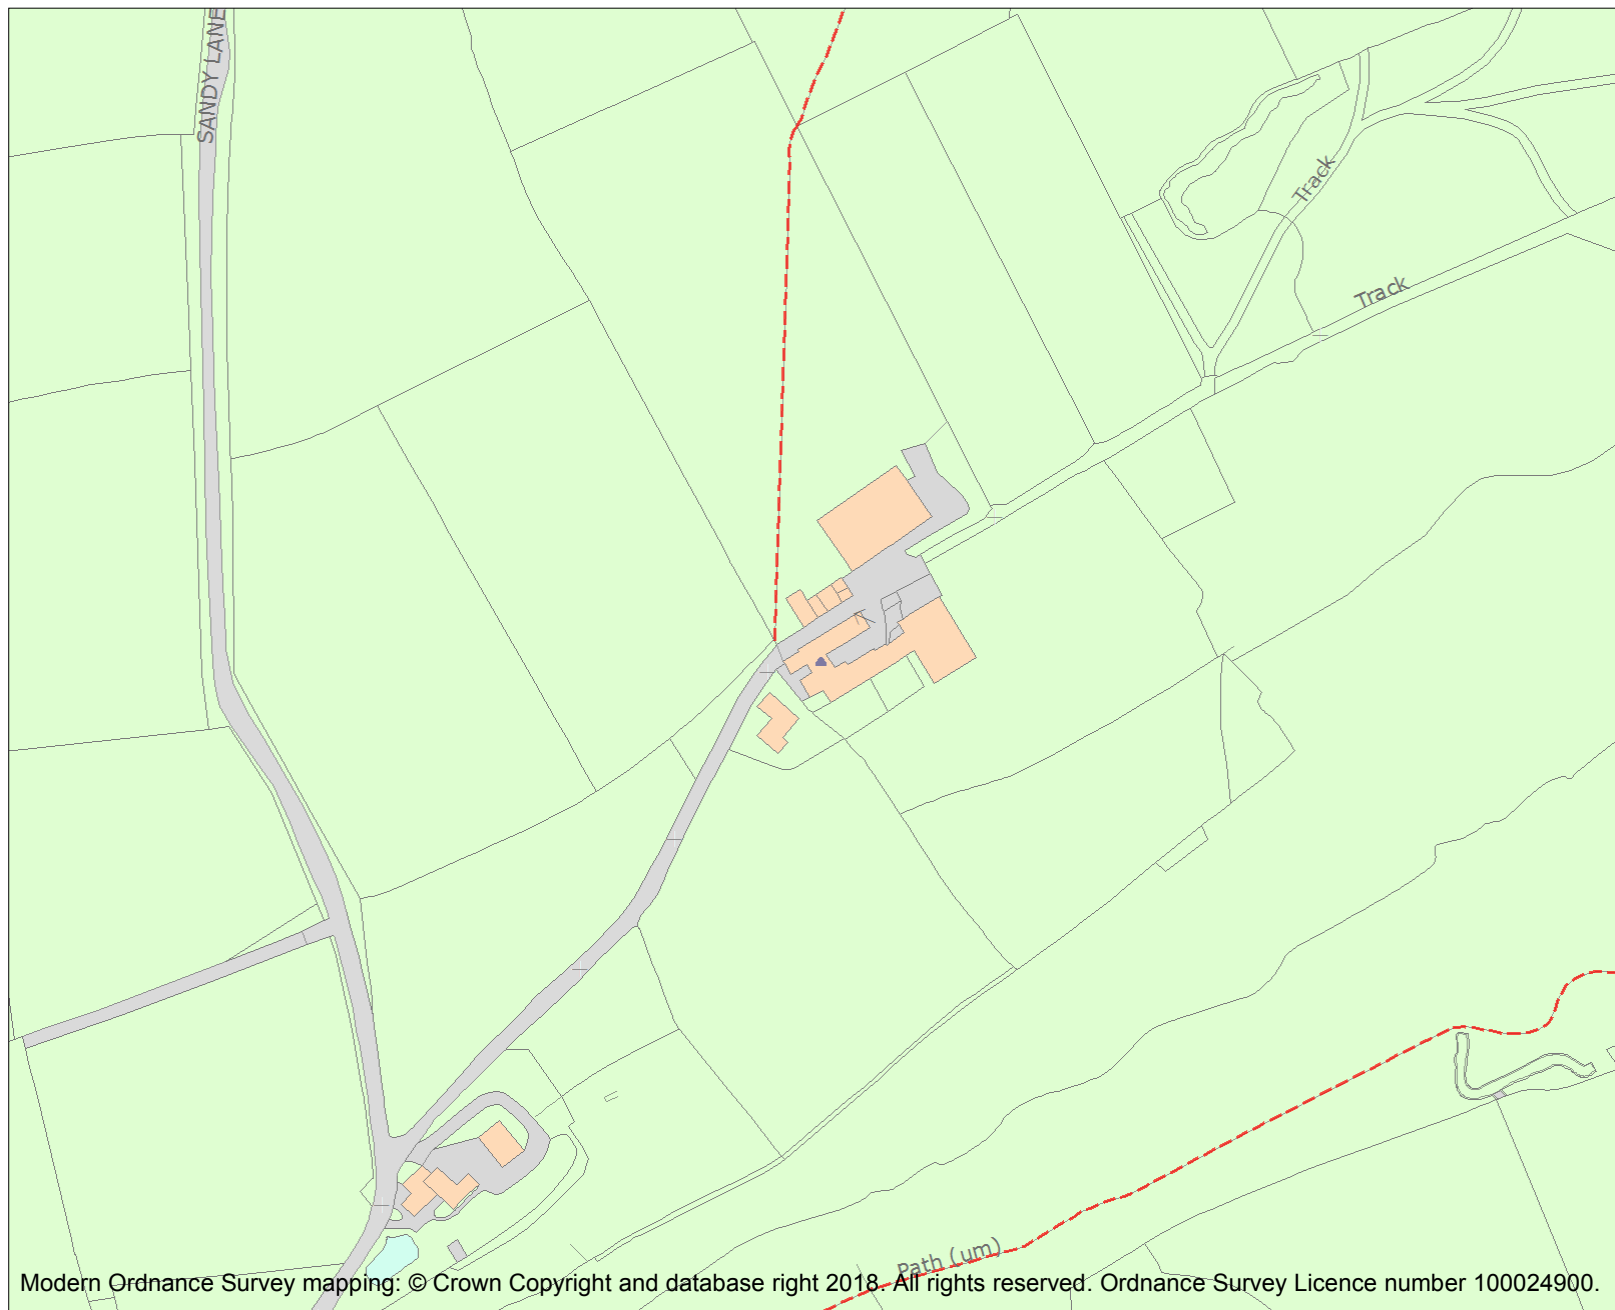 SANDY LANE
Track
Track
Path (um)
Modern Ordnance Survey mapping: © Crown Copyright and database right 2018. All rights reserved. Ordnance Survey Licence number 100024900.